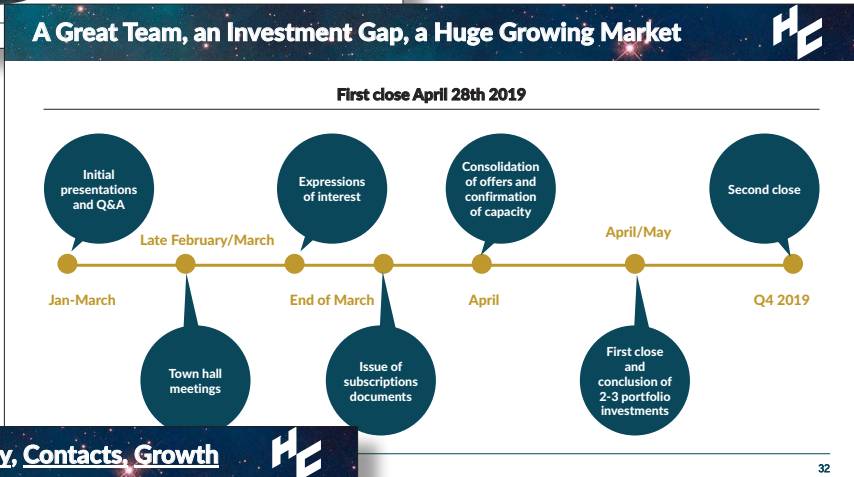 A Great Team, an Investment Gap, a Huge Growing Market
HC
First close April 28th 2019
Initial
presentations
and Q&A
Expressions
of interest
Consolidation
of offers and
confirmation
of capacity
Second close
Late February/March
April/May
Jan-March
End of March
April
Q4 2019
Town hall
meetings
Issue of
subscriptions
documents
First close
and
conclusion of
2-3 portfolio
investments
y, Contacts, Growth
HC
32